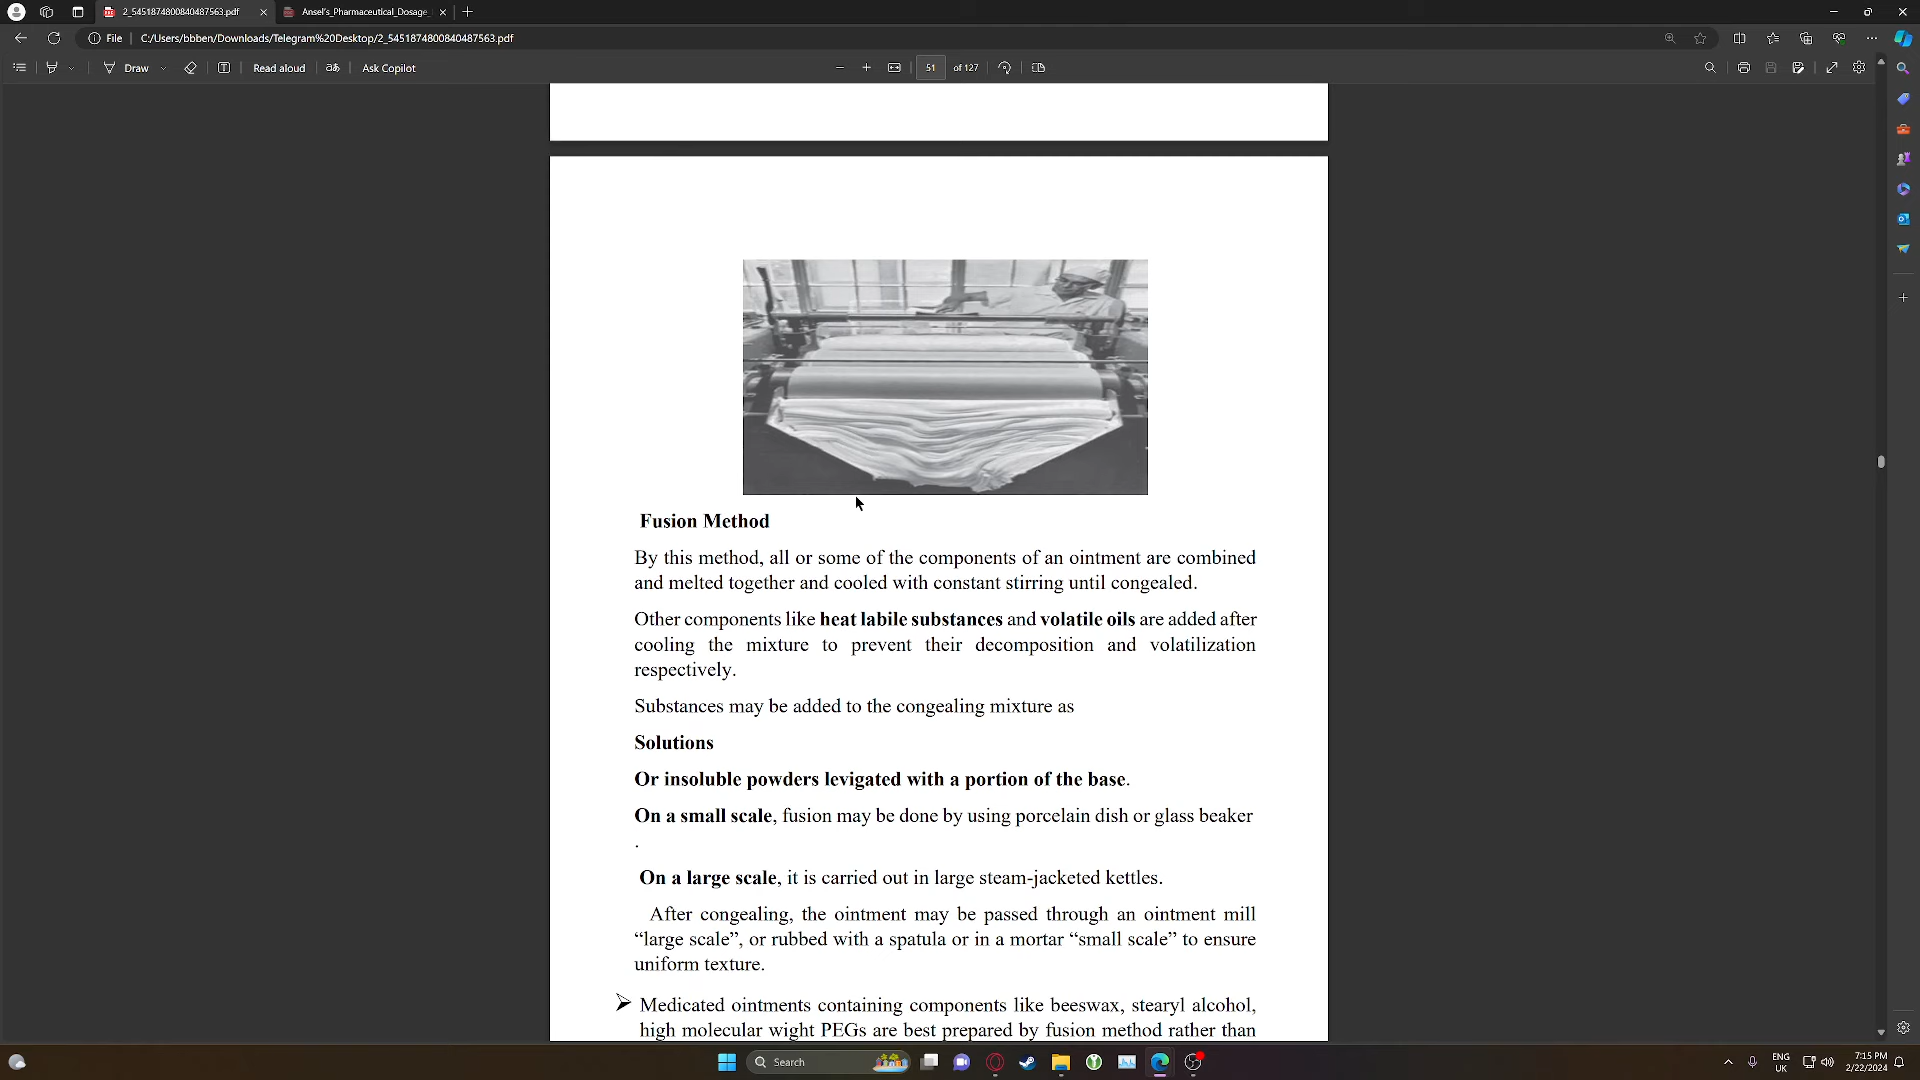 2_5451874800840487563.pdf
Ansel's_Pharmaceutical_Dosage_
File
C:/Users/bbben/Downloads/Telegram%20Desktop/2_5451874800840487563.pdf
Draw
Read aloud
Ask Copilot
51
of 127
Fusion Method
By this method, all or some of the components of an ointment are combined
and melted together and cooled with constant stirring until congealed.
Other components like heat labile substances and volatile oils are added after
cooling the mixture to prevent their decomposition and volatilization
respectively.
Substances may be added to the congealing mixture as
Solutions
Or insoluble powders levigated with a portion of the base.
On a small scale, fusion may be done by using porcelain dish or glass beaker
.
On a large scale, it is carried out in large steam-jacketed kettles.
After congealing, the ointment may be passed through an ointment mill
“large scale”, or rubbed with a spatula or in a mortar “small scale” to ensure
uniform texture.
Medicated ointments containing components like beeswax, stearyl alcohol,
high molecular wight PEGs are best prepared by fusion method rather than
Search
ENG
UK
7:15 PM
2/22/2024